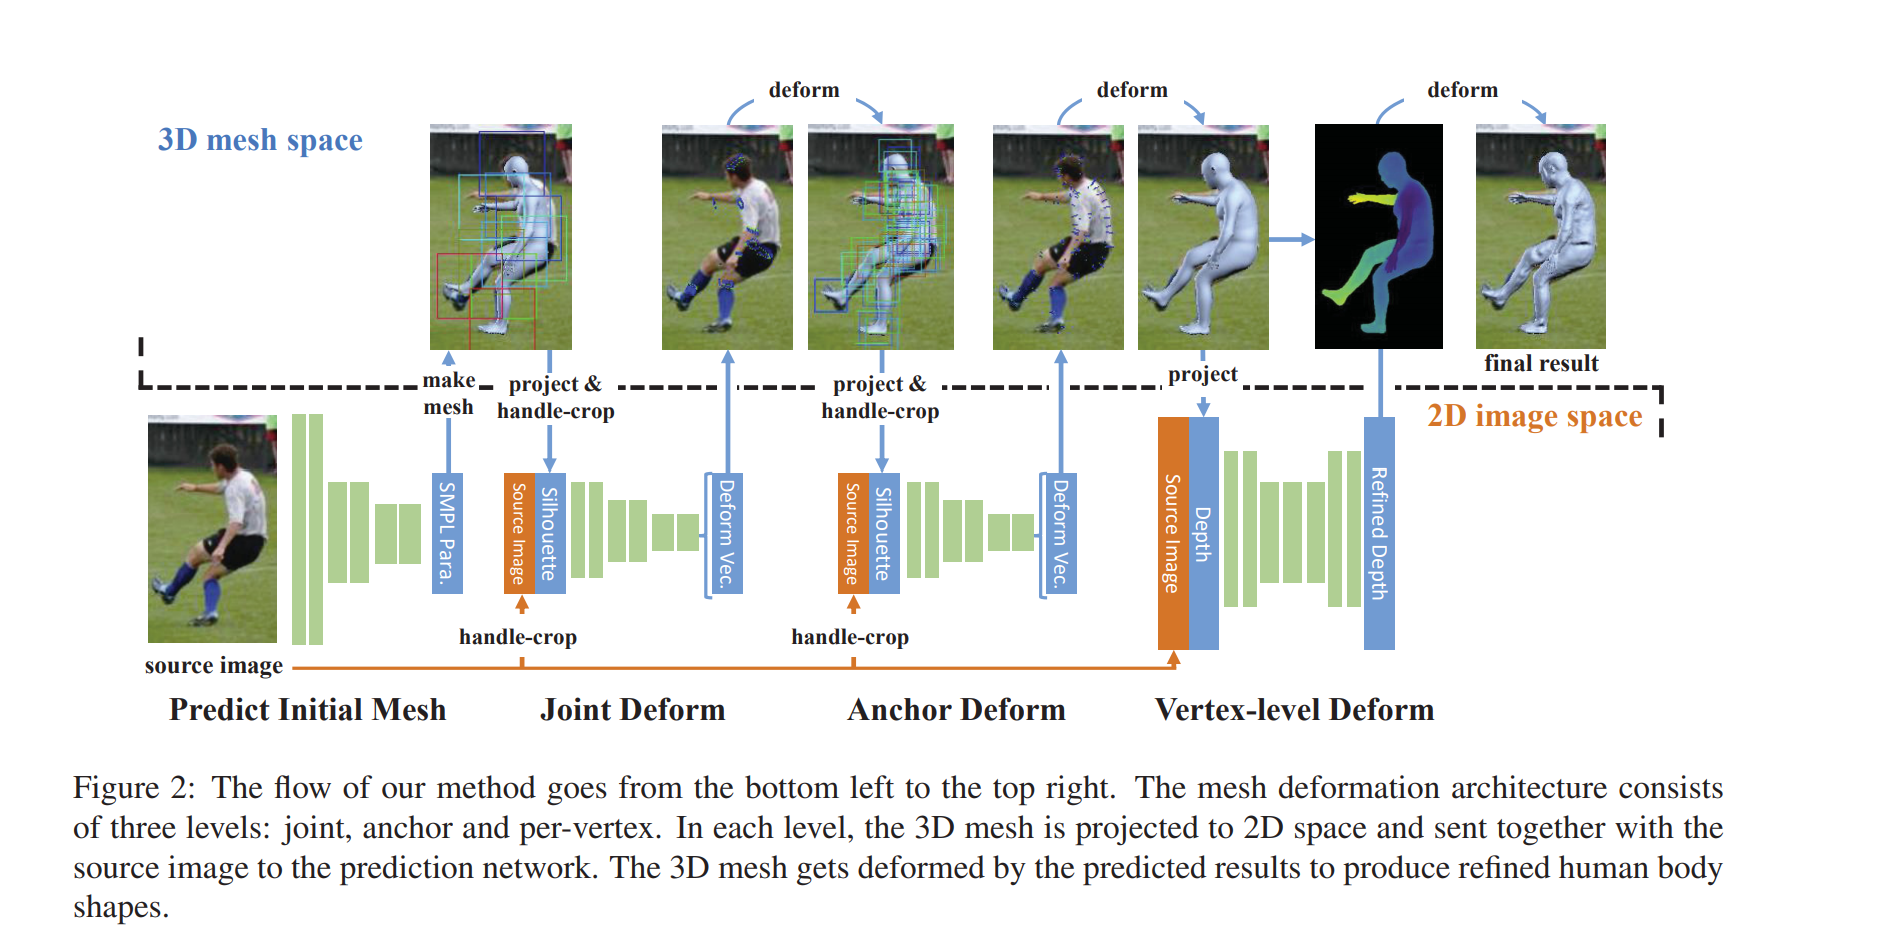 deform
deform
deform
3D mesh space
final result
make
mesh
project &
handle-crop
project &
handle-crop
project
2D image space
SMPL Para.
Source Image
Silhouette
Deform Vec.
Source Image
Silhouette
Deform Vec.
Source Image
Depth
Refined Depth
handle-crop
handle-crop
source image
Predict Initial Mesh
Joint Deform
Anchor Deform
Vertex-level Deform
Figure 2: The flow of our method goes from the bottom left to the top right. The mesh deformation architecture consists
of three levels: joint, anchor and per-vertex. In each level, the 3D mesh is projected to 2D space and sent together with the
source image to the prediction network. The 3D mesh gets deformed by the predicted results to produce refined human body
shapes.